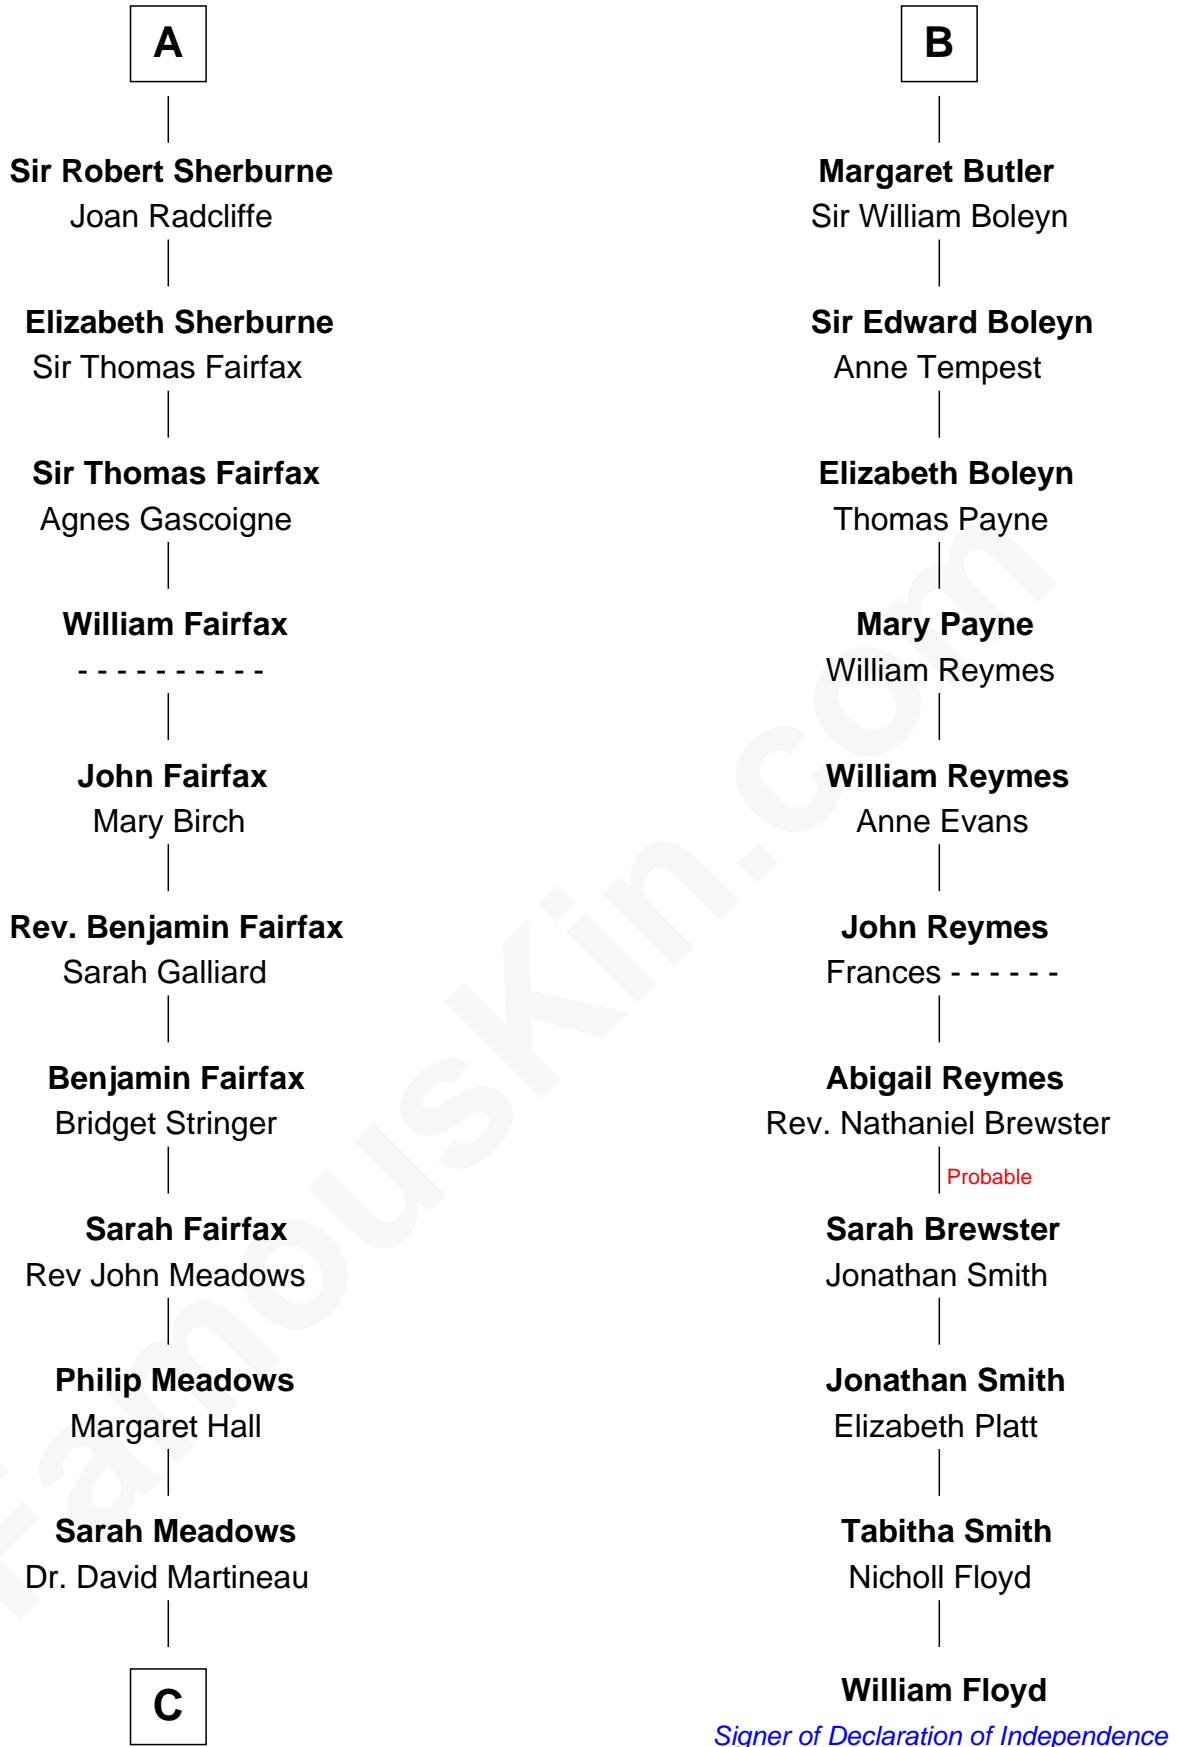 A
Sir Robert Sherburne
Joan Radcliffe
Elizabeth Sherburne
Sir Thomas Fairfax
Sir Thomas Fairfax
Agnes Gascoigne
William Fairfax
- - - - - - - - - -
John Fairfax
Mary Birch
Rev. Benjamin Fairfax
Sarah Galliard
Benjamin Fairfax
Bridget Stringer
Sarah Fairfax
Rev John Meadows
Philip Meadows
Margaret Hall
Sarah Meadows
Dr. David Martineau
C
B
Margaret Butler
Sir William Boleyn
Sir Edward Boleyn
Anne Tempest
Elizabeth Boleyn
Thomas Payne
Mary Payne
William Reymes
William Reymes
Anne Evans
John Reymes
Frances - - - - - -
Abigail Reymes
Rev. Nathaniel Brewster
Probable
Sarah Brewster
Jonathan Smith
Jonathan Smith
Elizabeth Platt
Tabitha Smith
Nicholl Floyd
William Floyd
Signer of Declaration of Independence
FamousKin.com